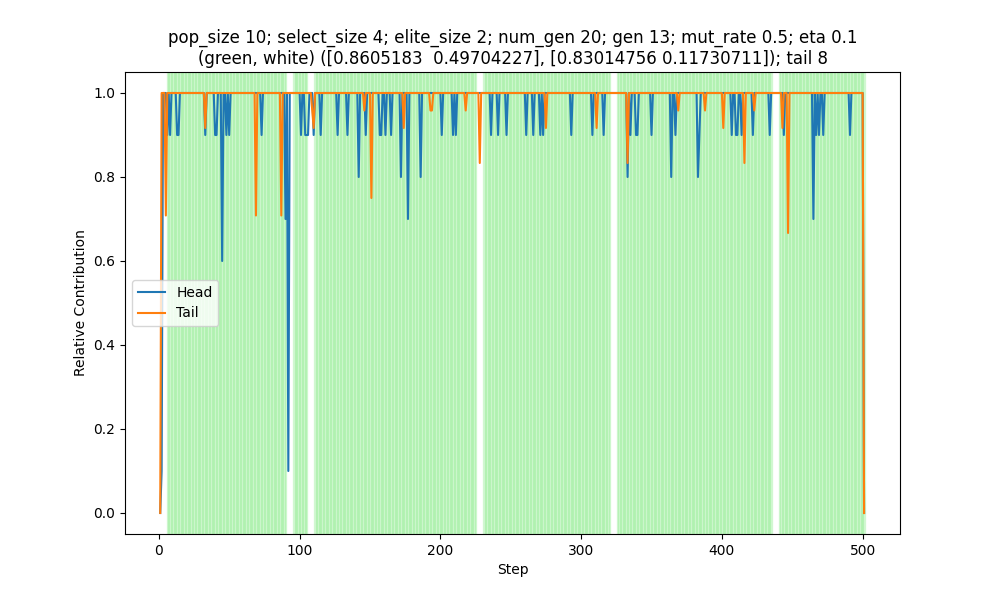 pop_size 10; select_size 4; elite_size 2; num_gen 20; gen 13; mut_rate 0.5; eta 0.1
(green, white) ([0.8605183  0.49704227], [0.83014756 0.11730711]); tail 8
1.0
0.8
0.6
0.4
0.2
0.0
Relative Contribution
Head
Tail
0
100
200
300
400
500
Step